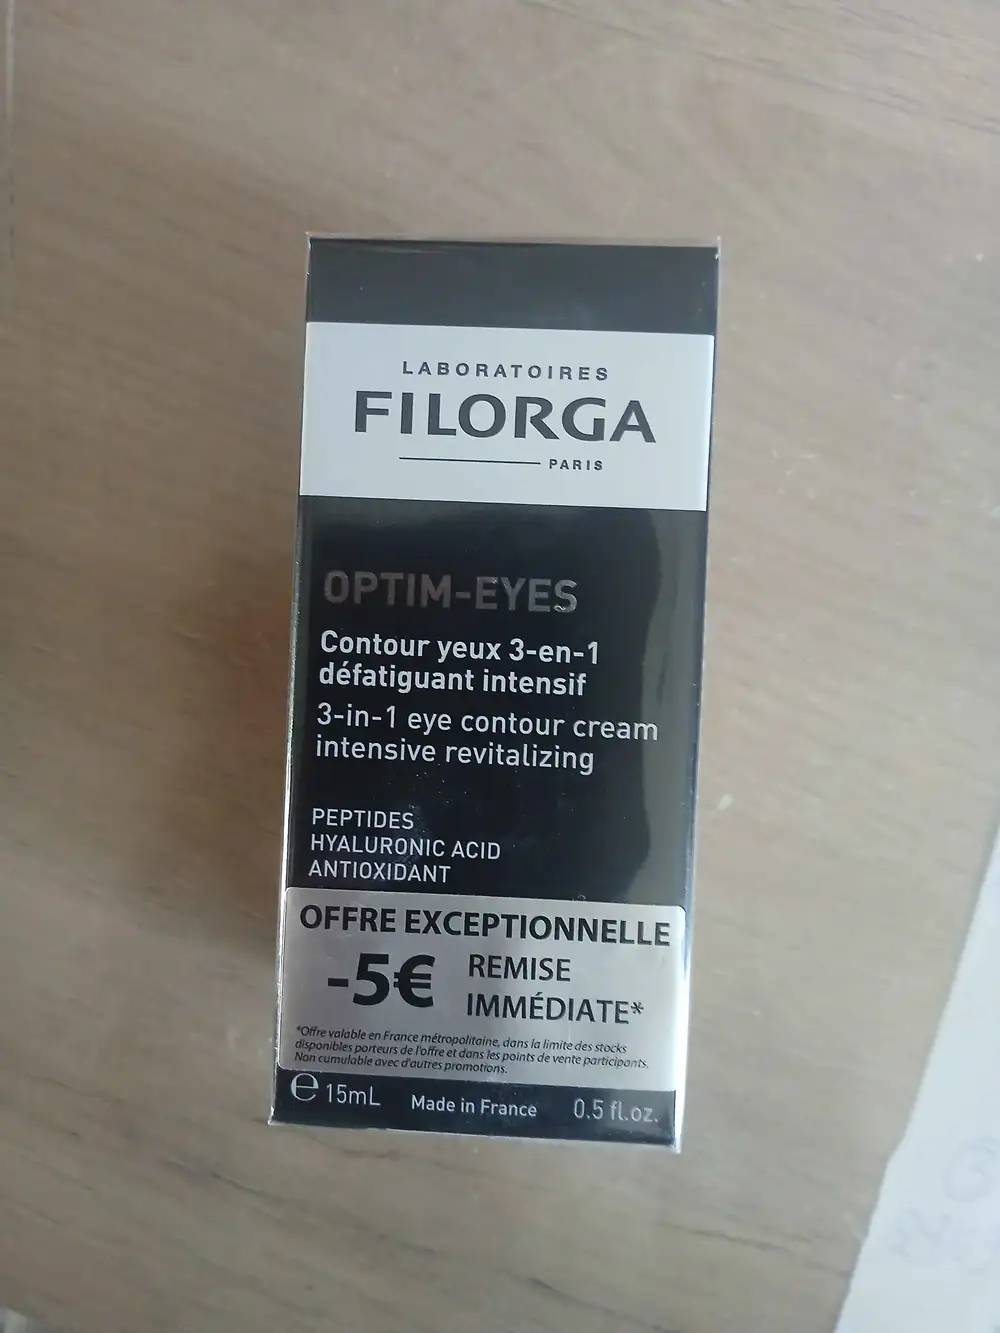 LABORATOIRES
FILORGA
PARIS
OPTIM-EYES
Contour yeux 3-en-1
défatiguant intensif
3-in-1 eye contour cream
intensive revitalizing
PEPTIDES
HYALURONIC ACID
ANTIOXIDANT
OFFRE EXCEPTIONNELLE
-5€
REMISE
IMMÉDIATE*
*Offre valable en France métropolitaine, dans la limite des stocks
disponibles porteurs de l'offre et dans les points de vente participants.
Non cumulable avec d'autres promotions.
℮ 15mL Made in France 0.5 fl.oz.